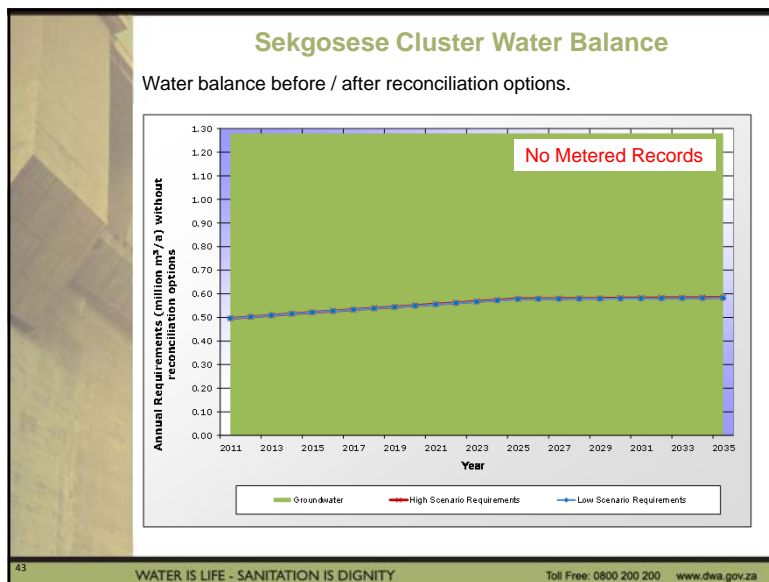 Sekgosese Cluster Water Balance
Water balance before / after reconciliation options.
No Metered Records
Annual Requirements (million m³/a) without
reconciliation options
1.30
1.20
1.10
1.00
0.90
0.80
0.70
0.60
0.50
0.40
0.30
0.20
0.10
0.00
2011 2013 2015 2017 2019 2021 2023 2025 2027 2029 2031 2033 2035
Year
Groundwater High Scenario Requirements Low Scenario Requirements
43
WATER IS LIFE - SANITATION IS DIGNITY Toll Free: 0800 200 200 www.dwa.gov.za